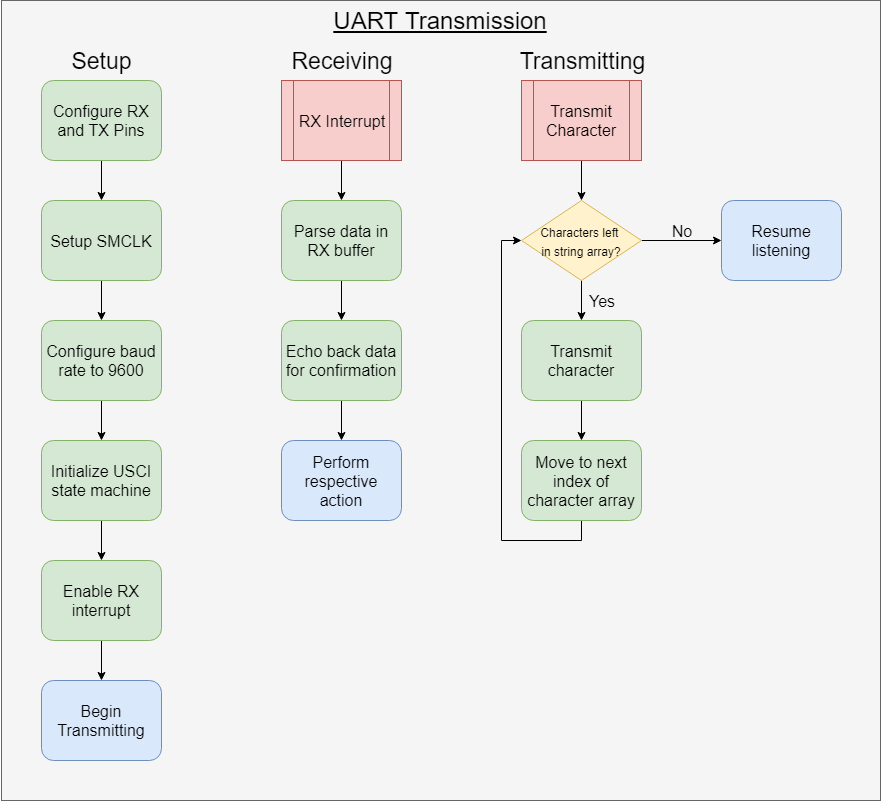 UART Transmission
Setup
Configure RX
and TX Pins
Setup SMCLK
Configure baud
rate to 9600
Initialize USCI
state machine
Enable RX
interrupt
Begin
Transmitting
Receiving
RX Interrupt
Parse data in
RX buffer
Echo back data
for confirmation
Perform
respective
action
Transmitting
Transmit
Character
Characters left
in string array?
No
Resume
listening
Yes
Transmit
character
Move to next
index of
character array